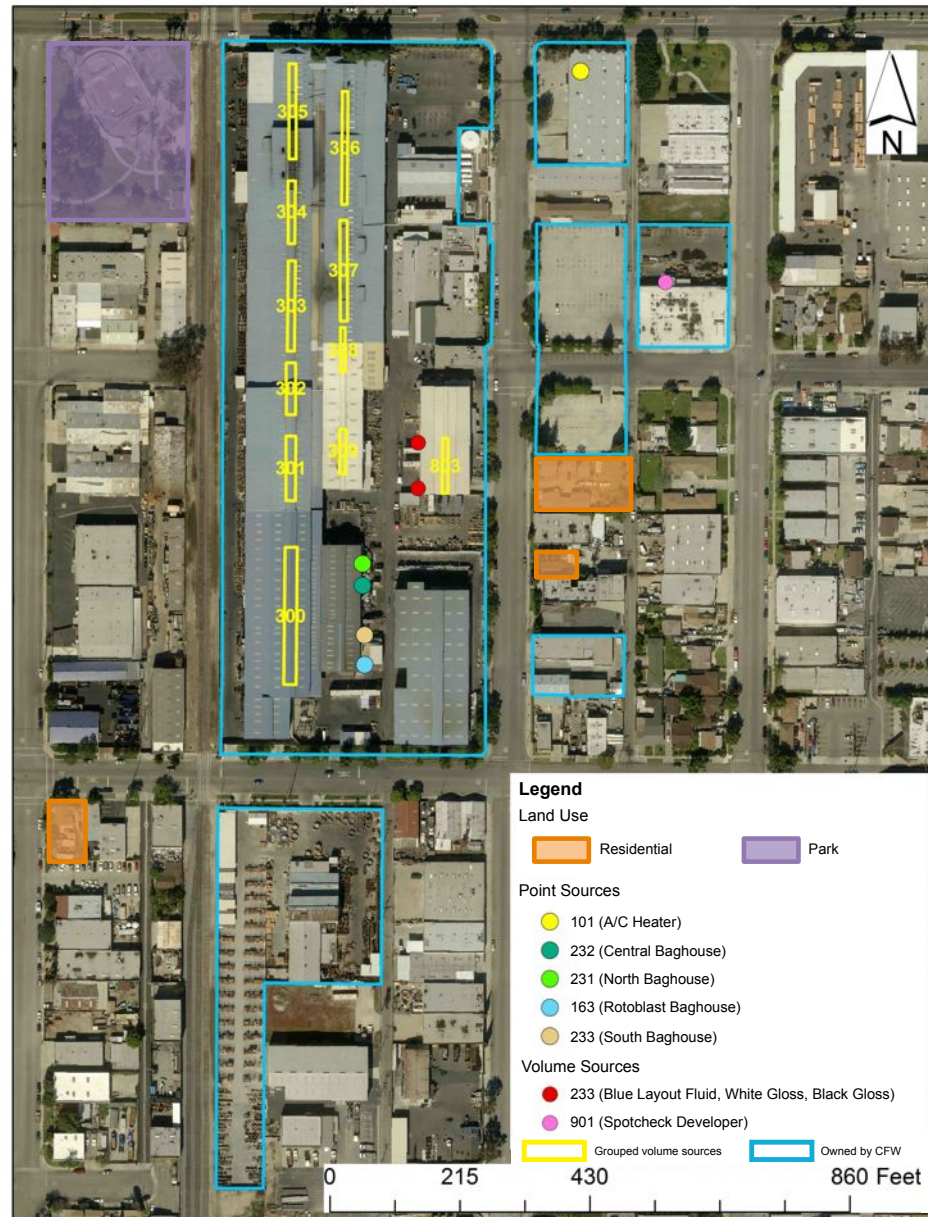 N
305
306
304
307
303
308
302
309
803
301
300
Legend
Land Use
Residential
Park
Point Sources
101 (A/C Heater)
232 (Central Baghouse)
231 (North Baghouse)
163 (Rotoblast Baghouse)
233 (South Baghouse)
Volume Sources
233 (Blue Layout Fluid, White Gloss, Black Gloss)
901 (Spotcheck Developer)
Grouped volume sources
Owned by CFW
0 215 430 860 Feet